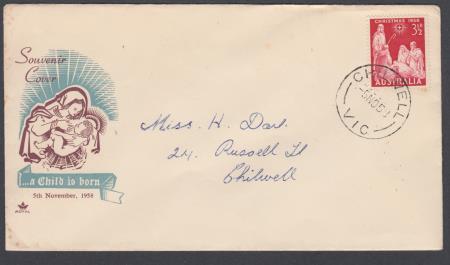 Souvenir
Cover
...a Child is born
5th November, 1958
ROYAL
CHRISTMAS 1958
3½D
AUSTRALIA
CHILWELL
VIC
Miss. H. Darl.
24. Russell St
Chilwell